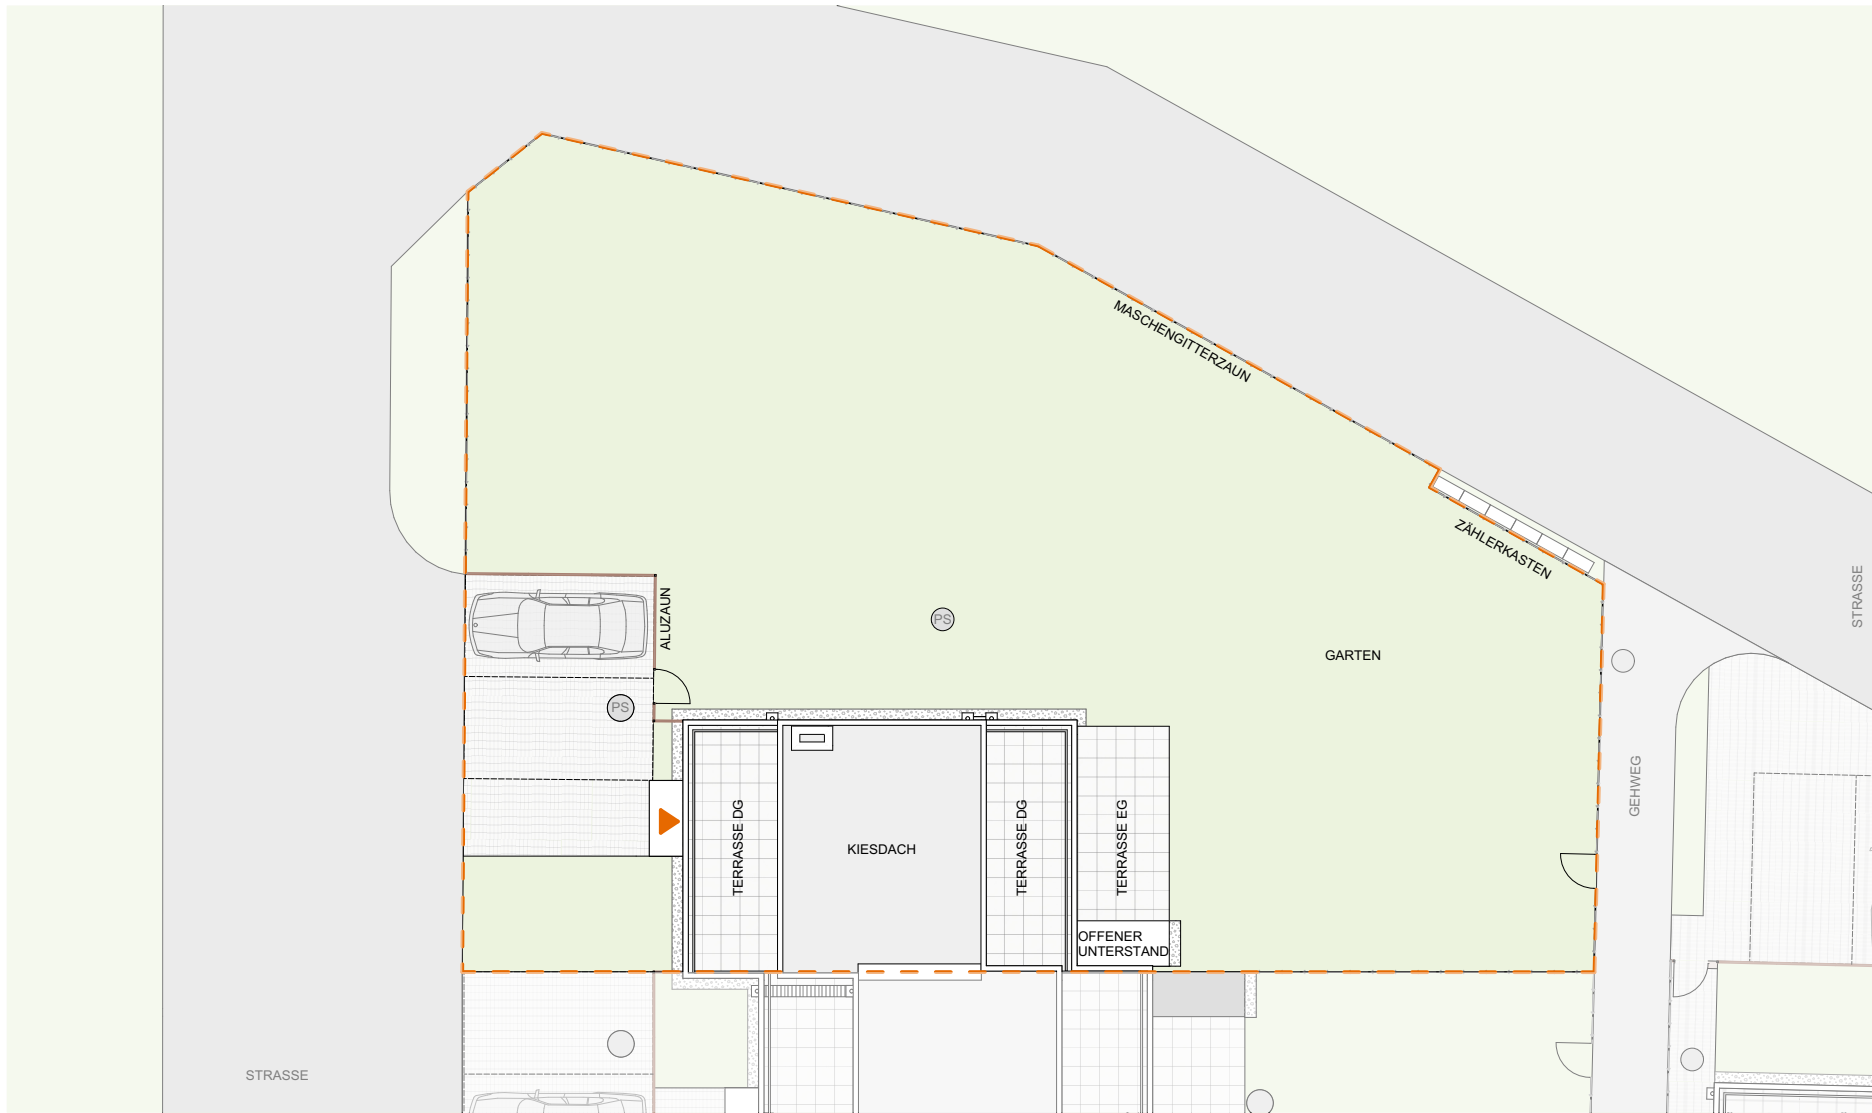 MASCHENGITTERZAUN
ZÄHLERKASTEN
STRASSE
ALUZAUN
PS
GARTEN
PS
GEHWEG
TERRASSE DG
KIESDACH
TERRASSE DG
TERRASSE EG
OFFENER
UNTERSTAND
STRASSE